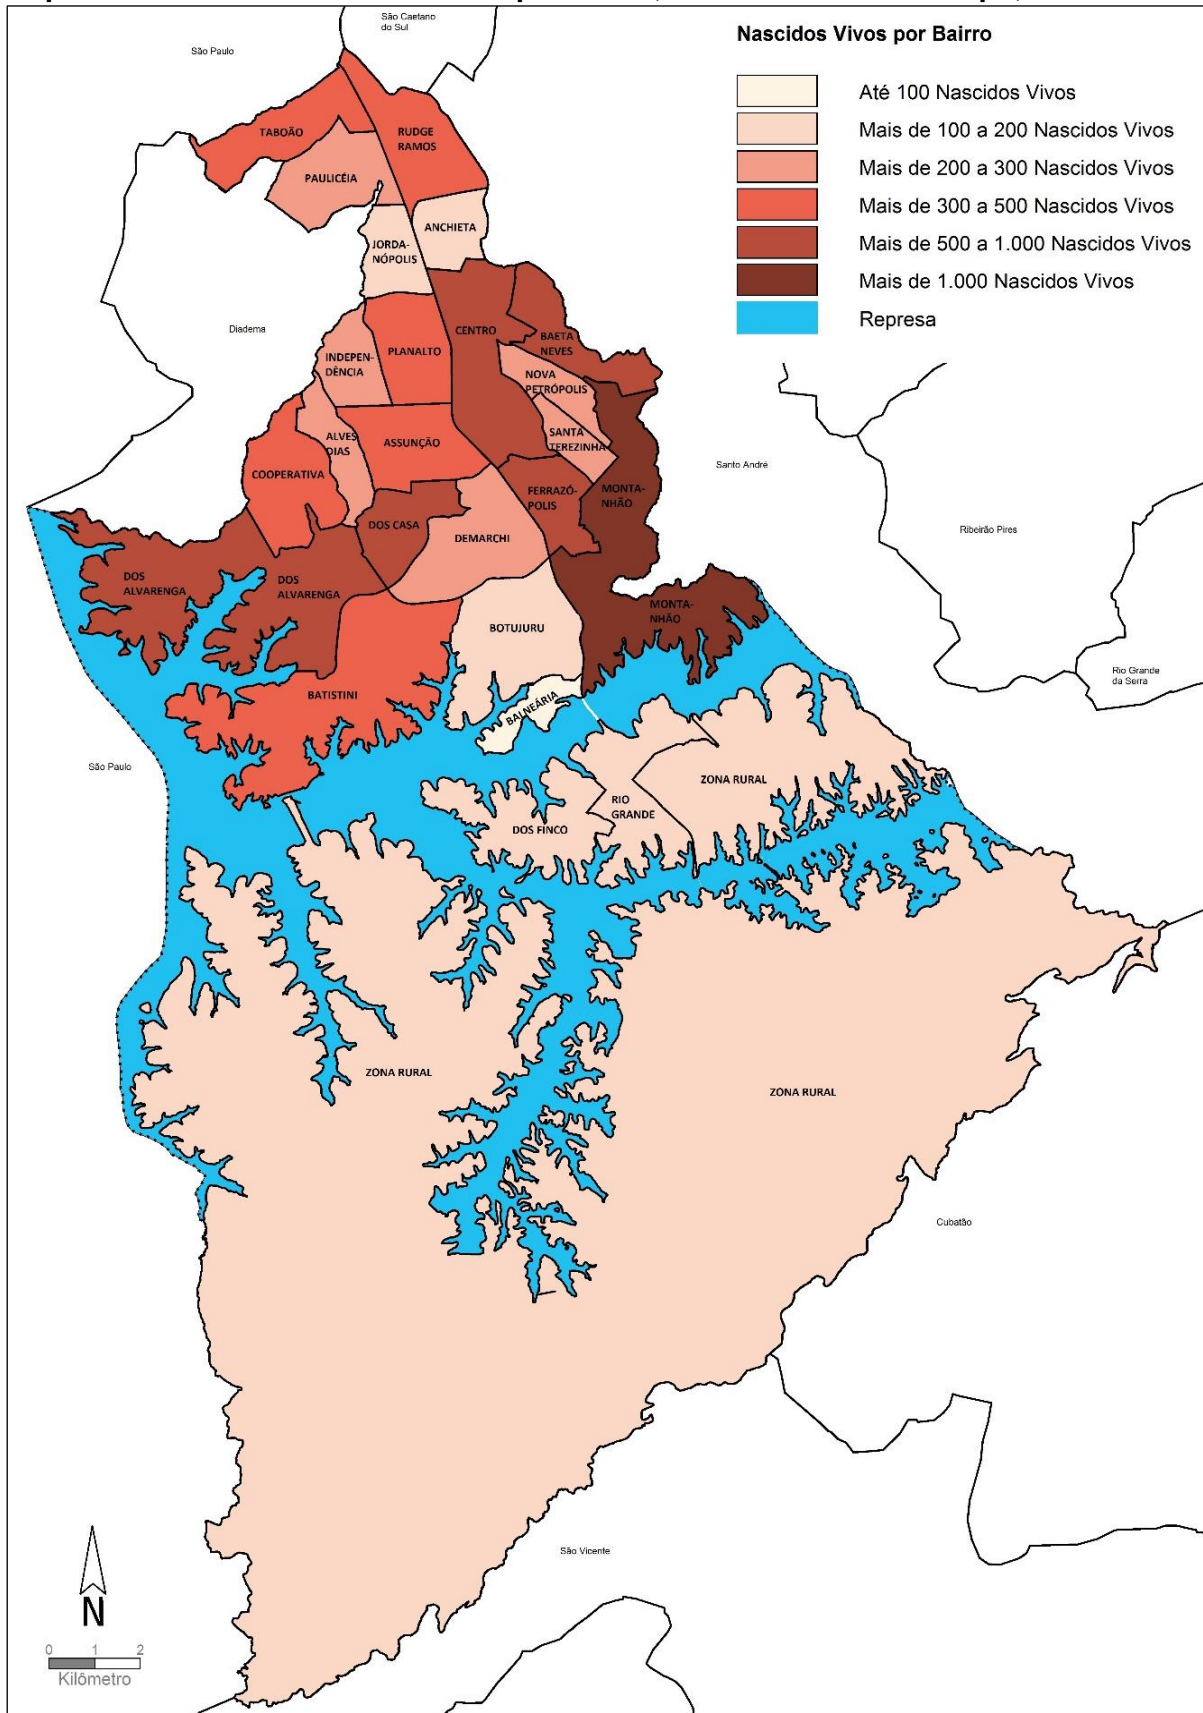 São Caetano
do Sul
São Paulo
Nascidos Vivos por Bairro
Até 100 Nascidos Vivos
Mais de 100 a 200 Nascidos Vivos
Mais de 200 a 300 Nascidos Vivos
Mais de 300 a 500 Nascidos Vivos
Mais de 500 a 1.000 Nascidos Vivos
Mais de 1.000 Nascidos Vivos
Represa
TABOÃO
RUDGE
RAMOS
PAULICÉIA
ANCHIETA
JORDA-
NÓPOLIS
Diadema
CENTRO
BAETA
NEVES
PLANALTO
INDEPEN-
DÊNCIA
NOVA
PETRÓPOLIS
ALVES
DIAS
ASSUNÇÃO
SANTA
TEREZINHA
COOPERATIVA
Santo André
FERRAZÓ-
POLIS
MONTA-
NHÃO
DOS CASA
DEMARCHI
Ribeirão Pires
DOS
ALVARENGA
DOS
ALVARENGA
MONTA-
NHÃO
BOTUJURU
Rio Grande
da Serra
BATISTINI
BALNEÁRIA
São Paulo
ZONA RURAL
RIO
GRANDE
DOS FINCO
ZONA RURAL
ZONA RURAL
Cubatão
São Vicente
N
0 1 2
Kilômetro